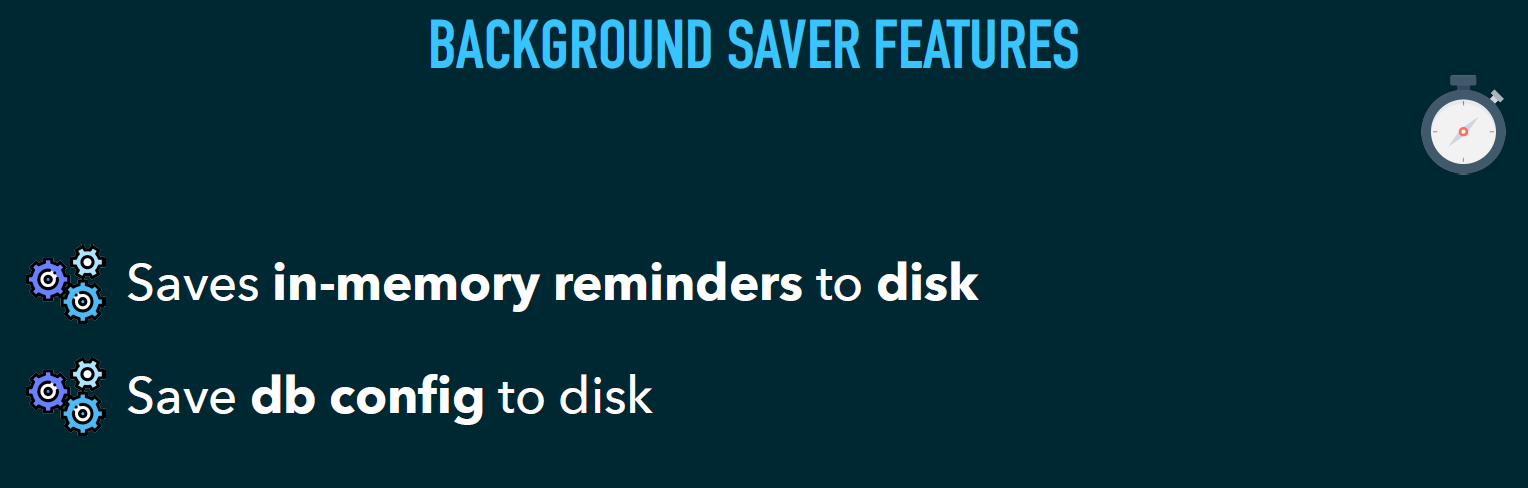 BACKGROUND SAVER FEATURES
Saves in-memory reminders to disk
Save db config to disk